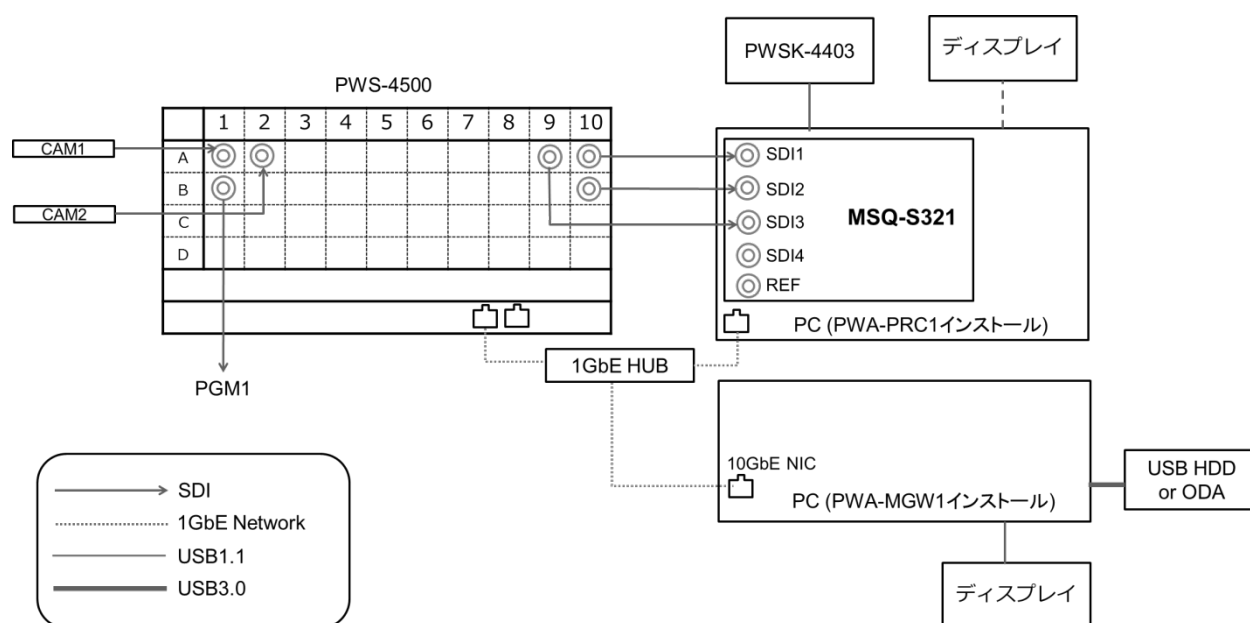 PWS-4500
1 2 3 4 5 6 7 8 9 10
A
B
C
D
CAM1
CAM2
PGM1
PWSK-4403
ディスプレイ
SDI1
SDI2
SDI3
SDI4
REF
MSQ-S321
PC (PWA-PRC1インストール)
1GbE HUB
10GbE NIC
PC (PWA-MGW1インストール)
USB HDD
or ODA
ディスプレイ
SDI
1GbE Network
USB1.1
USB3.0